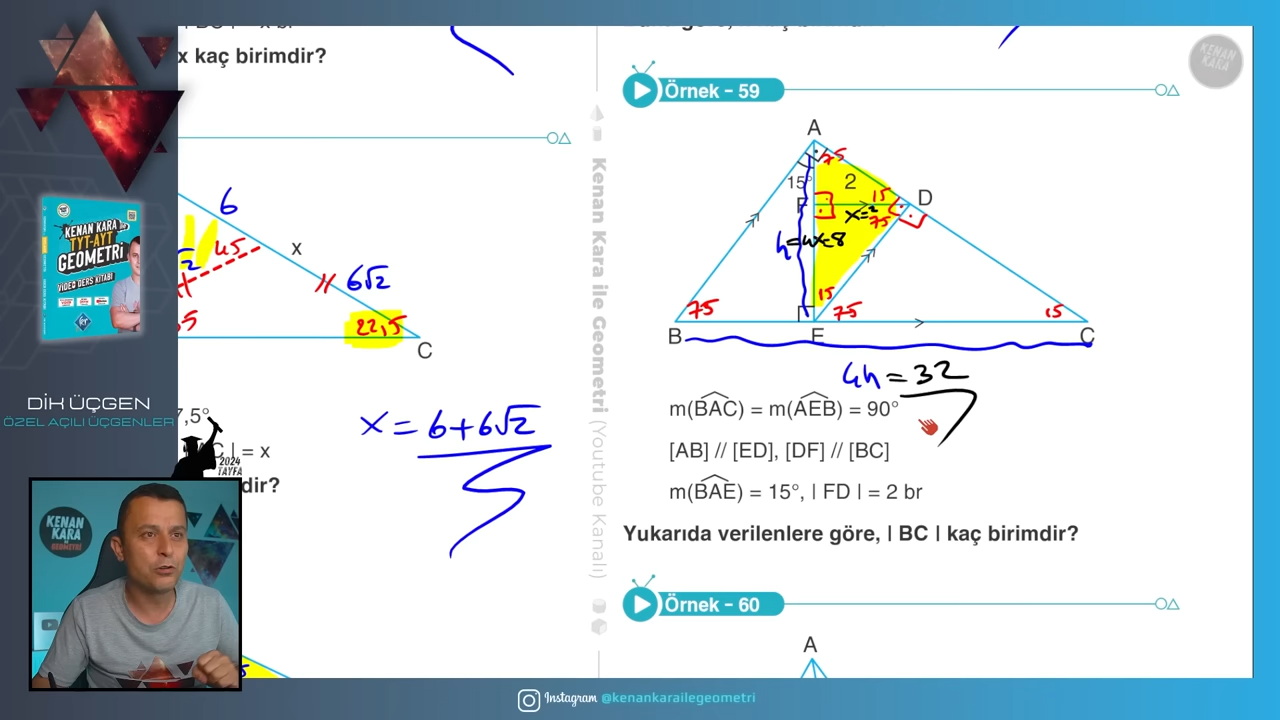 x kaç birimdir?
6
x
6√2
45
22,5
C
7,5°
| = x
dir?
x = 6+6√2
Kenan Kara ile Geometri (Youtube Kanalı)
KENAN KARA
Örnek - 59
A
75
15°
2
15
D
F
x=2
75
h=4x=8
15
75
75
15
B
E
C
4h = 32
m(BAC) = m(AEB) = 90°
[AB] // [ED], [DF] // [BC]
m(BAE) = 15°, | FD | = 2 br
Yukarıda verilenlere göre, | BC | kaç birimdir?
Örnek - 60
A
KENAN KARA
TYT-AYT
GEOMETRİ
VİDEO DERS KİTABI
DİK ÜÇGEN
ÖZEL AÇILI ÜÇGENLER
2024
TAYFA
KENAN
KARA
GEOMETRİ
Instagram @kenankarailegeometri